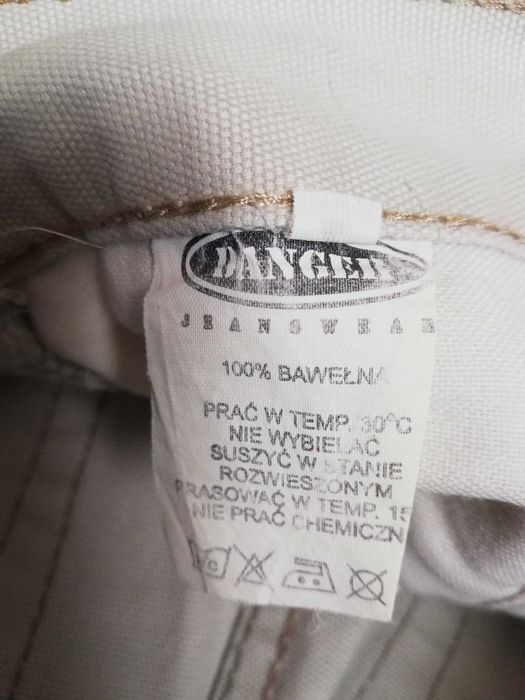 DANGER
JEANSWEAR
100% BAWEŁNA
PRAĆ W TEMP. 30°C
NIE WYBIELAĆ
SUSZYĆ W STANIE
ROZWIESZONYM
PRASOWAĆ W TEMP. 15
NIE PRAĆ CHEMICZN